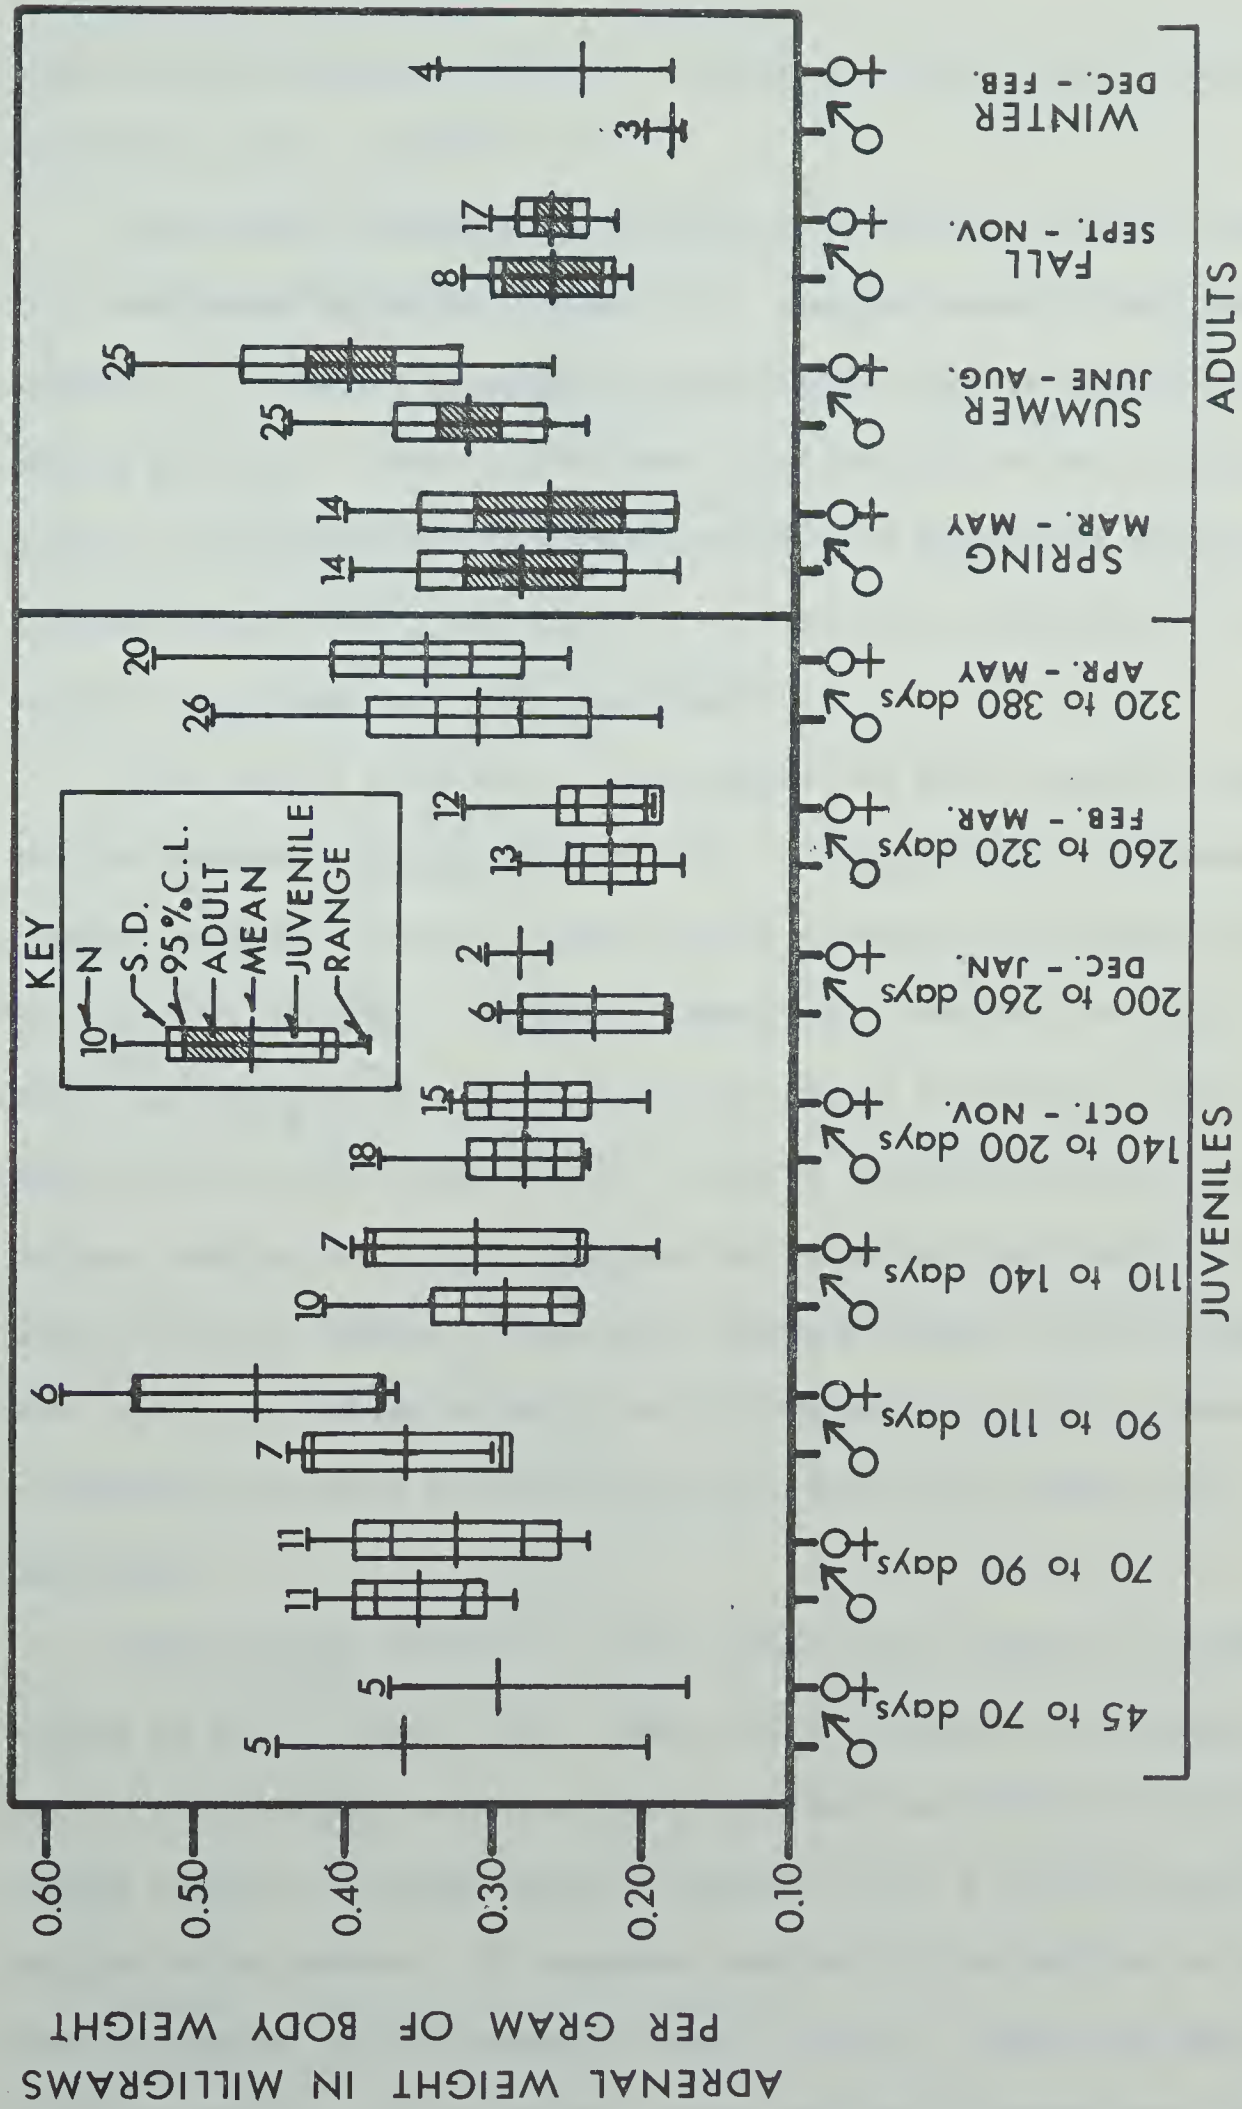 ADRENAL WEIGHT IN MILLIGRAMS
PER GRAM OF BODY WEIGHT
0.60
0.50
0.40
0.30
0.20
0.10
KEY
10 N
S.D.
95% C.L.
ADULT
MEAN
JUVENILE
RANGE
5 5 11 11 7 6 10 7 18 15 6 2 13 12 26 20 14 14 25 25 8 17 3 4
♂ ♀ ♂ ♀ ♂ ♀ ♂ ♀ ♂ ♀ ♂ ♀ ♂ ♀ ♂ ♀ ♂ ♀ ♂ ♀ ♂ ♀ ♂ ♀
45 to 70 days
70 to 90 days
90 to 110 days
110 to 140 days
OCT. - NOV.
140 to 200 days
DEC. - JAN.
200 to 260 days
FEB. - MAR.
260 to 320 days
APR. - MAY
320 to 380 days
MAR. - MAY
SPRING
JUNE - AUG.
SUMMER
SEPT. - NOV.
FALL
DEC. - FEB.
WINTER
JUVENILES
ADULTS